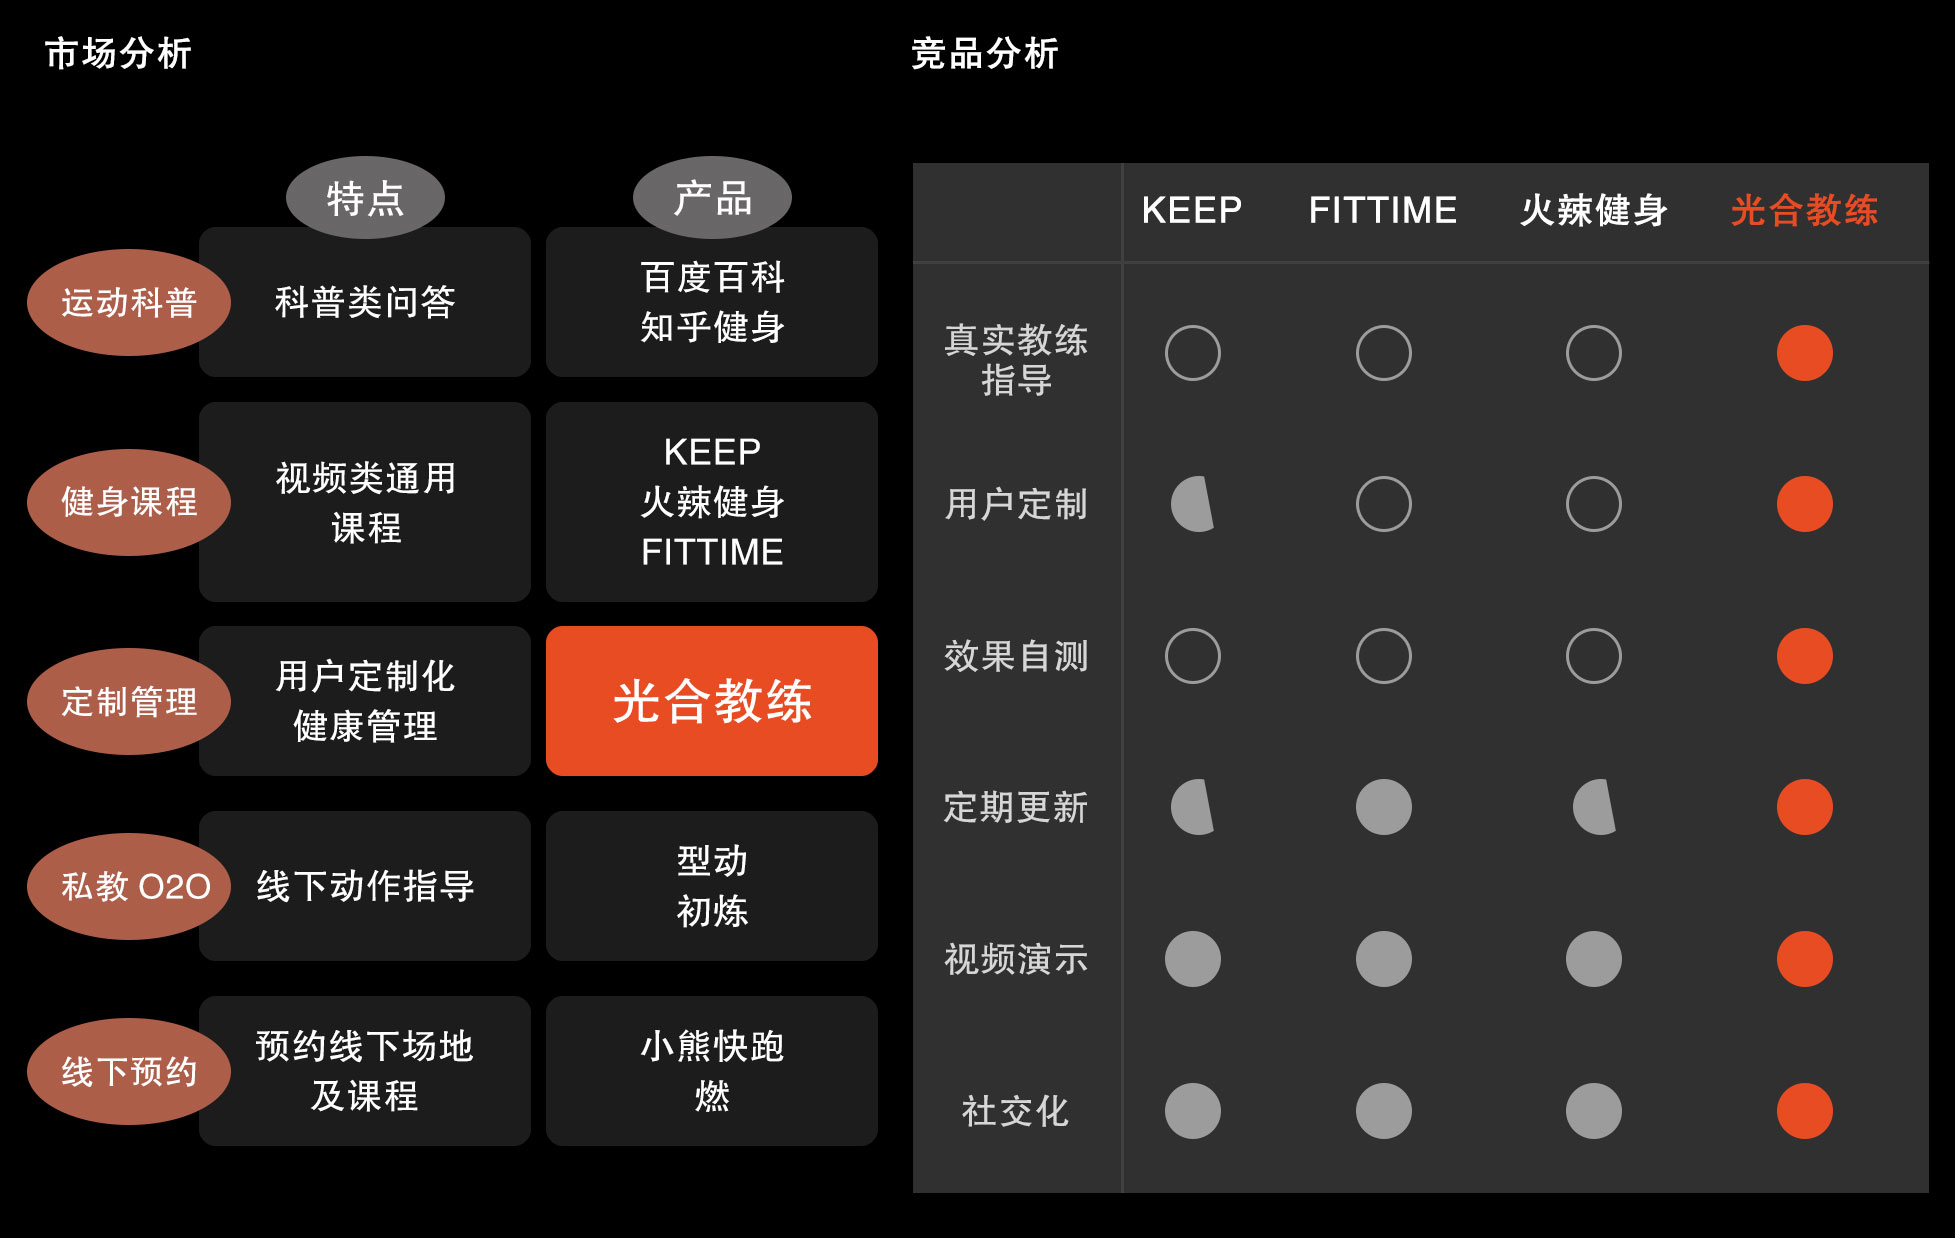 市场分析
特点
产品
运动科普
科普类问答
百度百科
知乎健身
健身课程
视频类通用
课程
KEEP
火辣健身
FITTIME
定制管理
用户定制化
健康管理
光合教练
私教 O2O
线下动作指导
型动
初炼
线下预约
预约线下场地
及课程
小熊快跑
燃
竞品分析
KEEP
FITTIME
火辣健身
光合教练
真实教练
指导
用户定制
效果自测
定期更新
视频演示
社交化